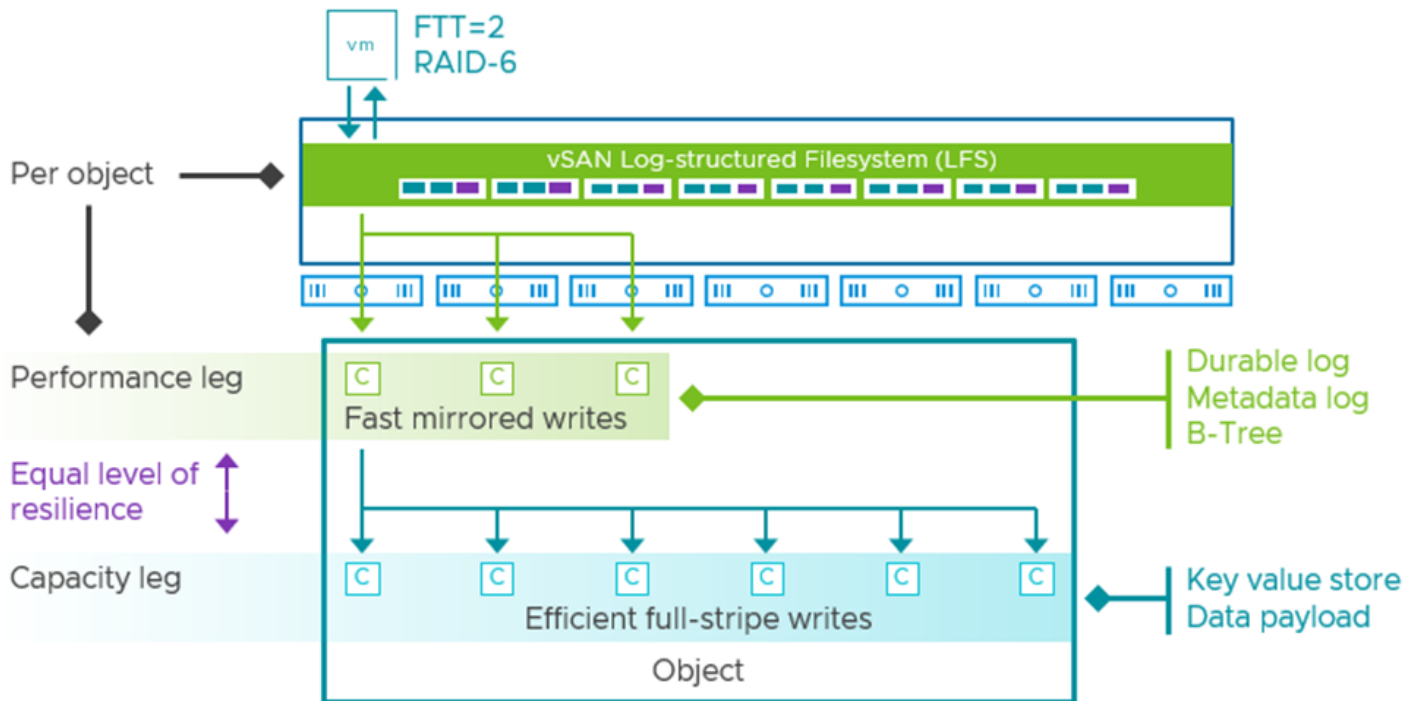 vm
FTT=2
RAID-6
Per object
vSAN Log-structured Filesystem (LFS)
Performance leg
C C C
Fast mirrored writes
Durable log
Metadata log
B-Tree
Equal level of
resilience
Capacity leg
C C C C C C
Efficient full-stripe writes
Key value store
Data payload
Object